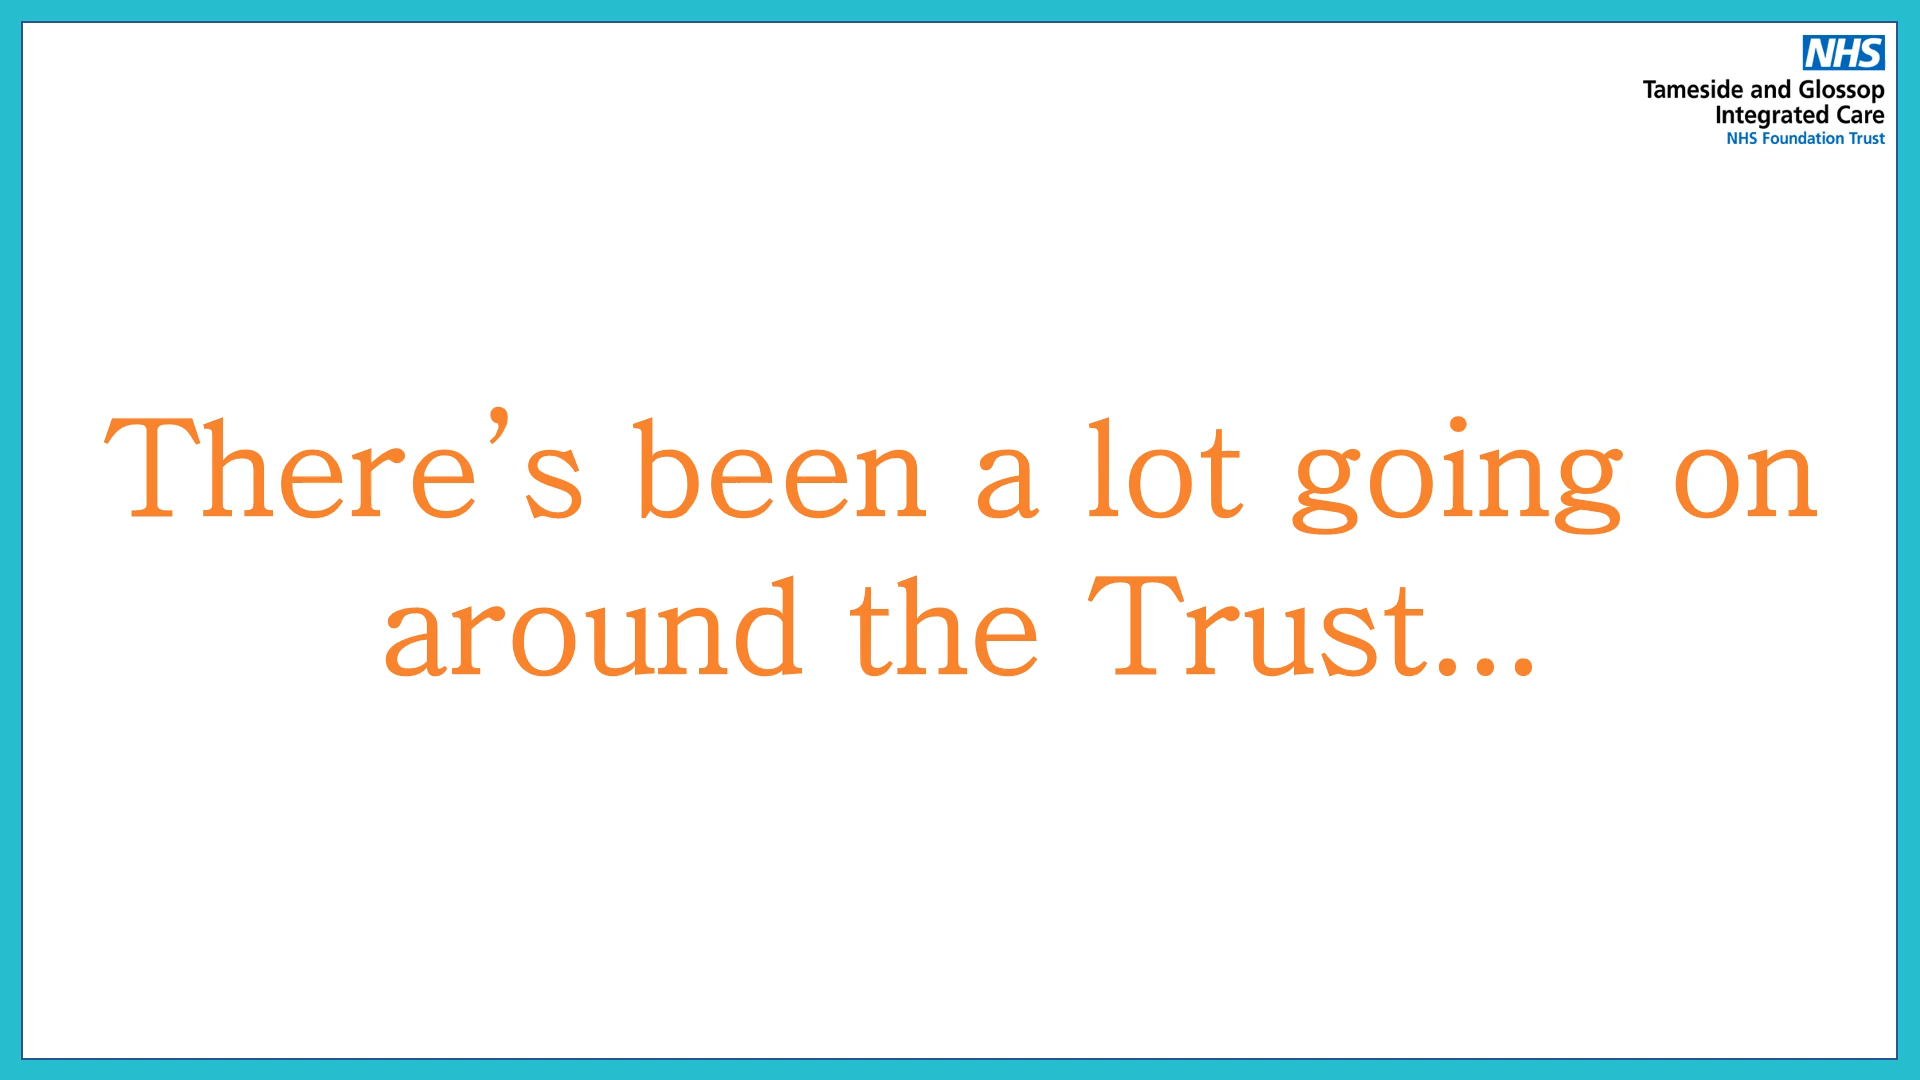 NHS
Tameside and Glossop
Integrated Care
NHS Foundation Trust
There’s been a lot going on
around the Trust...